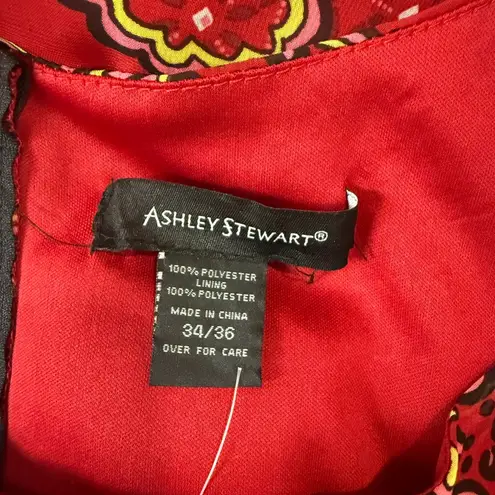 ASHLEY STEWART®
100% POLYESTER
LINING
100% POLYESTER
MADE IN CHINA
34/36
OVER FOR CARE